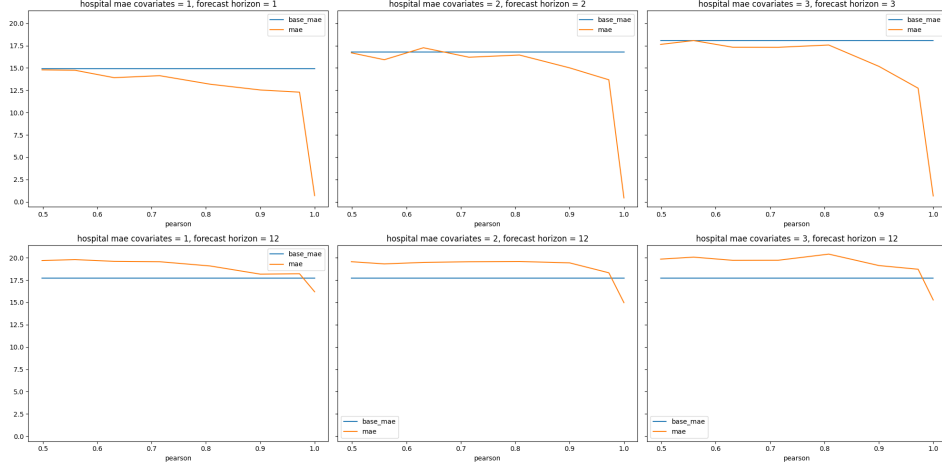 hospital mae covariates = 1, forecast horizon = 1
20.0
17.5
15.0
12.5
10.0
7.5
5.0
2.5
0.0
base_mae
mae
0.5 0.6 0.7 0.8 0.9 1.0
pearson
hospital mae covariates = 2, forecast horizon = 2
base_mae
mae
0.5 0.6 0.7 0.8 0.9 1.0
pearson
hospital mae covariates = 3, forecast horizon = 3
base_mae
mae
0.5 0.6 0.7 0.8 0.9 1.0
pearson
hospital mae covariates = 1, forecast horizon = 12
20.0
17.5
15.0
12.5
10.0
7.5
5.0
2.5
0.0
base_mae
mae
0.5 0.6 0.7 0.8 0.9 1.0
pearson
hospital mae covariates = 2, forecast horizon = 12
base_mae
mae
0.5 0.6 0.7 0.8 0.9 1.0
pearson
hospital mae covariates = 3, forecast horizon = 12
base_mae
mae
0.5 0.6 0.7 0.8 0.9 1.0
pearson